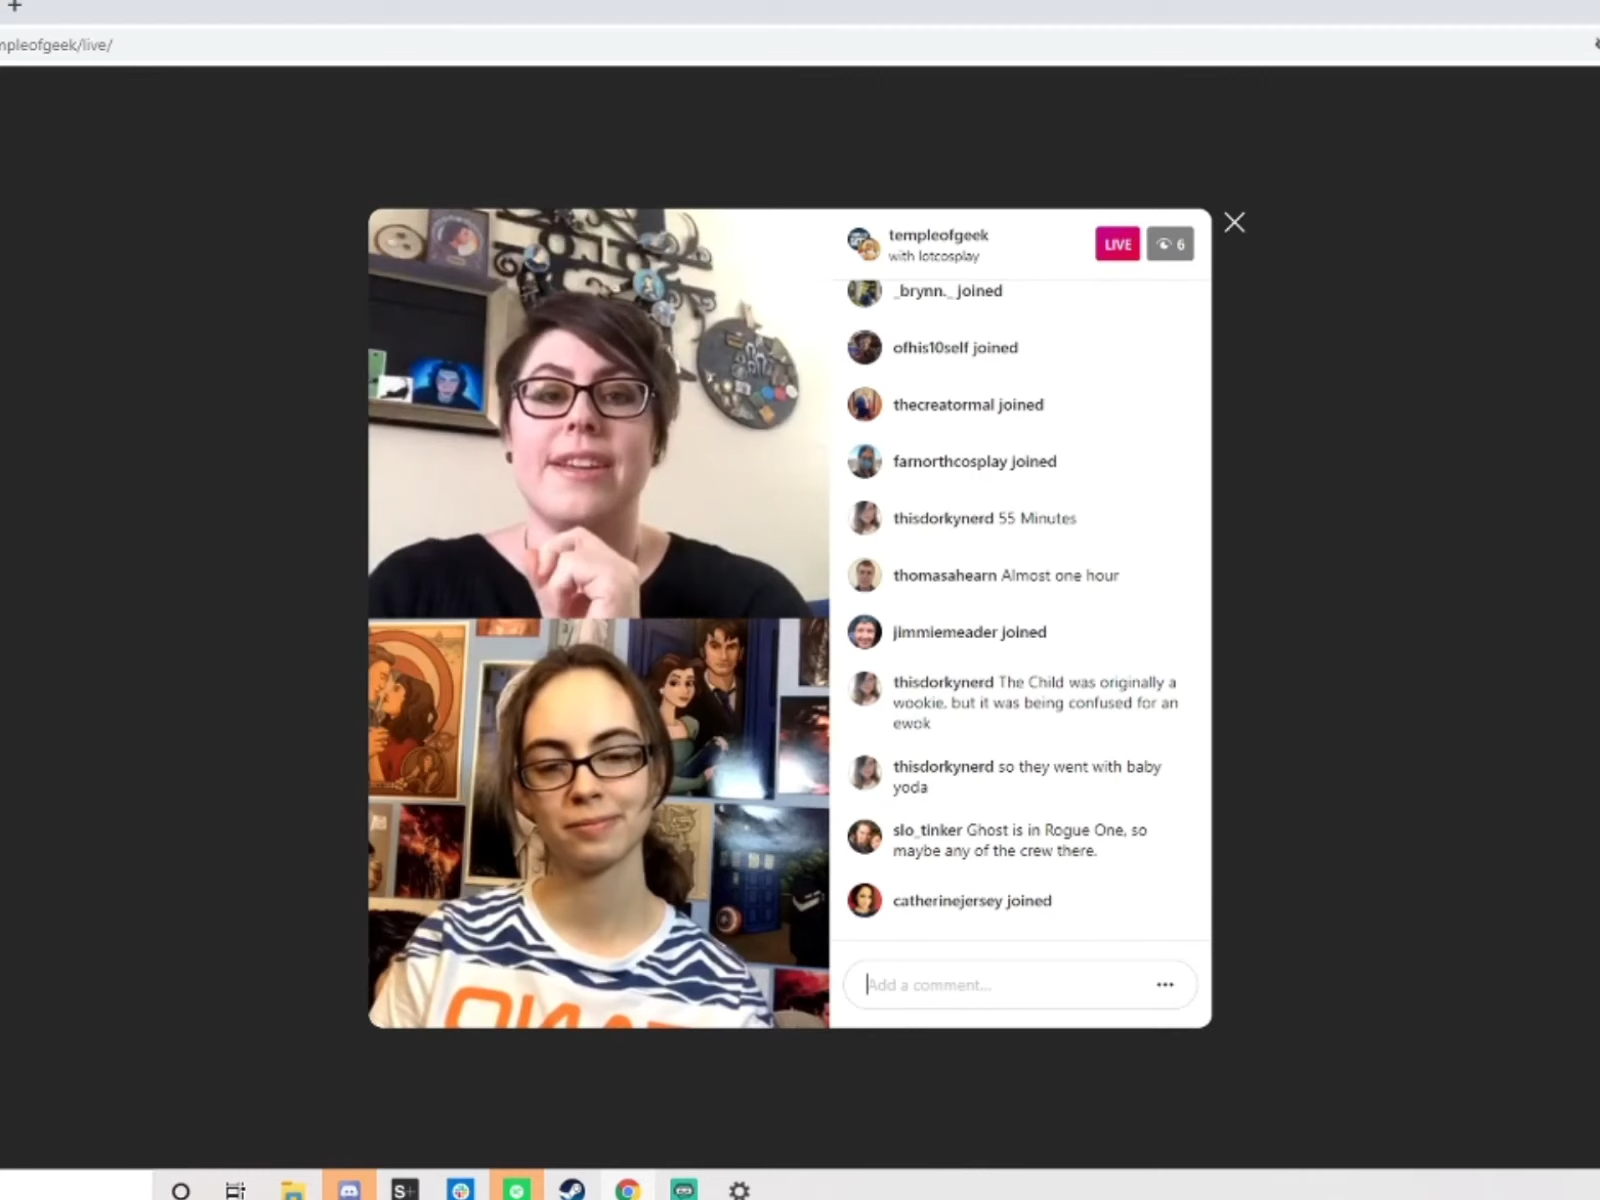 mpleofgeek/live/
templeofgeek
with lotcosplay
LIVE
6
_brynn._ joined
ofhis10self joined
thecreatormal joined
farnorthcosplay joined
thisdorkynerd 55 Minutes
thomasahearn Almost one hour
jimmiemeader joined
thisdorkynerd The Child was originally a
wookie, but it was being confused for an
ewok
thisdorkynerd so they went with baby
yoda
slo_tinker Ghost is in Rogue One, so
maybe any of the crew there.
catherinejersey joined
Add a comment...
S+